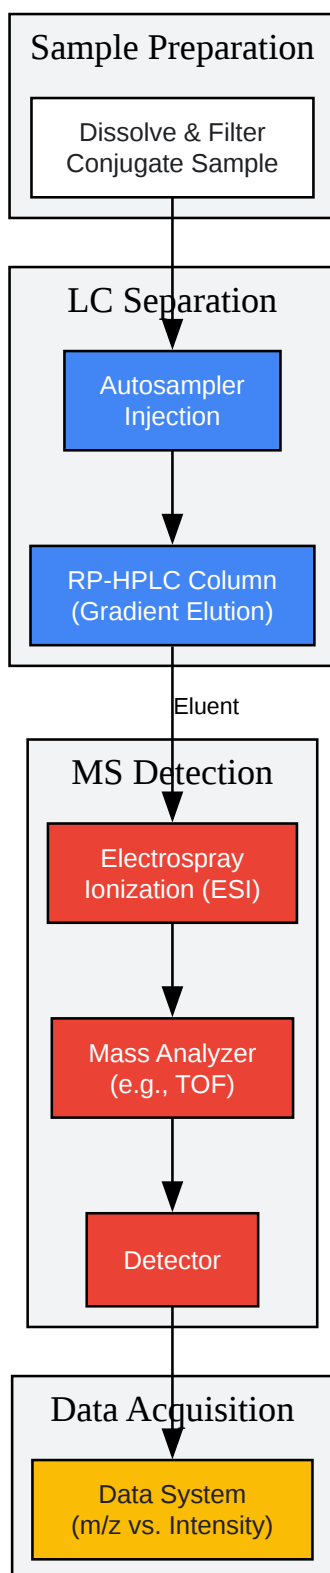 Sample Preparation
Dissolve & Filter
Conjugate Sample
LC Separation
Autosampler
Injection
RP-HPLC Column
(Gradient Elution)
Eluent
MS Detection
Electrospray
Ionization (ESI)
Mass Analyzer
(e.g., TOF)
Detector
Data Acquisition
Data System
(m/z vs. Intensity)